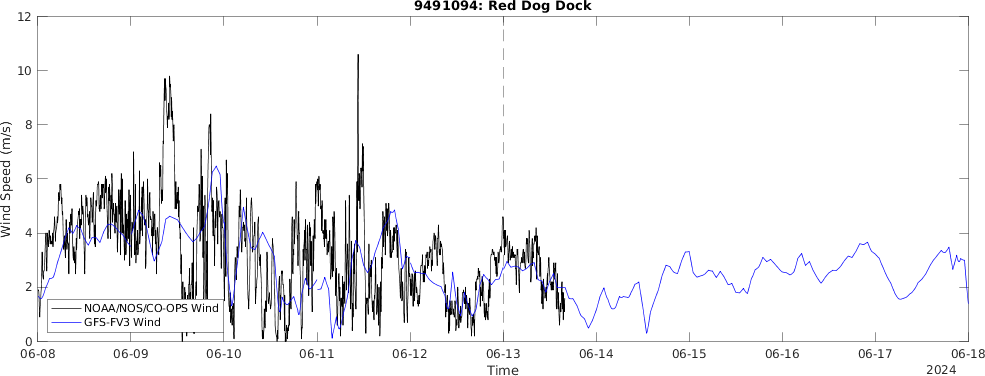 9491094: Red Dog Dock
Wind Speed (m/s)
12
10
8
6
4
2
0
NOAA/NOS/CO-OPS Wind
GFS-FV3 Wind
06-08 06-09 06-10 06-11 06-12 06-13 06-14 06-15 06-16 06-17 06-18
Time
2024